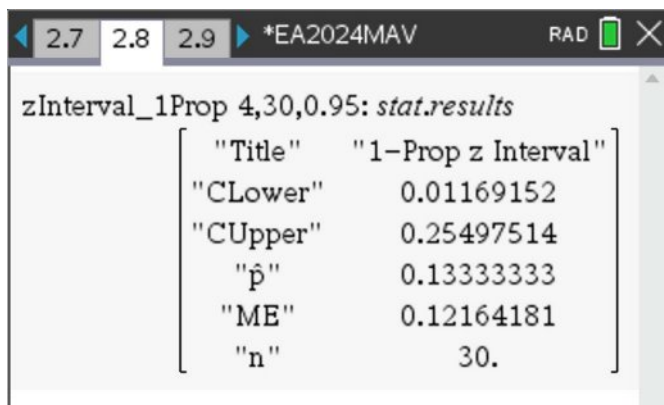 2.7 2.8 2.9 *EA2024MAV RAD
zInterval_1Prop 4,30,0.95: stat.results
"Title" "1−Prop z Interval"
"CLower" 0.01169152
"CUpper" 0.25497514
"p̂" 0.13333333
"ME" 0.12164181
"n" 30.